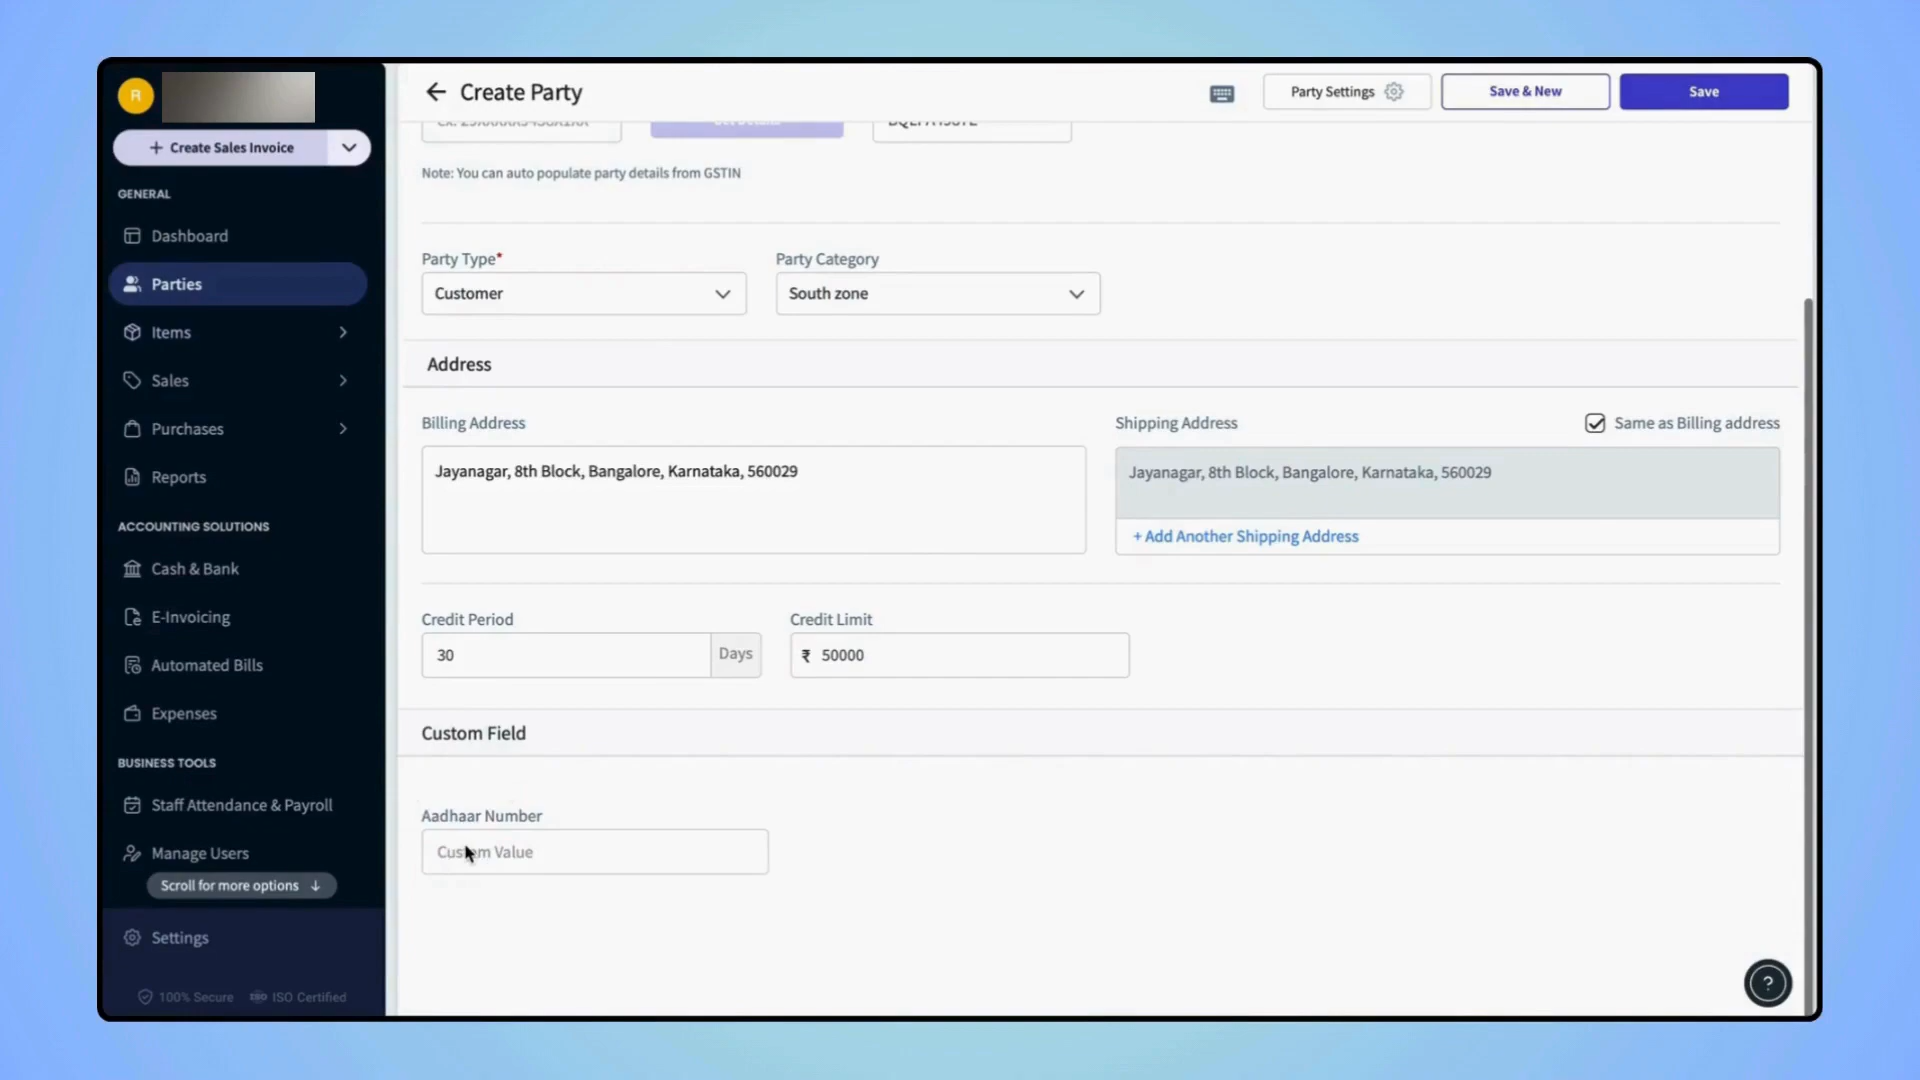 R
+ Create Sales Invoice
GENERAL
Dashboard
Parties
Items
Sales
Purchases
Reports
ACCOUNTING SOLUTIONS
Cash & Bank
E-Invoicing
Automated Bills
Expenses
BUSINESS TOOLS
Staff Attendance & Payroll
Manage Users
Scroll for more options ↓
Settings
100% Secure ISO ISO Certified
← Create Party
Party Settings
Save & New
Save
Note: You can auto populate party details from GSTIN
Party Type* Party Category
Customer South zone
Address
Billing Address
Jayanagar, 8th Block, Bangalore, Karnataka, 560029
Shipping Address Same as Billing address
Jayanagar, 8th Block, Bangalore, Karnataka, 560029
+ Add Another Shipping Address
Credit Period Credit Limit
30 Days ₹ 50000
Custom Field
Aadhaar Number
Custom Value
?